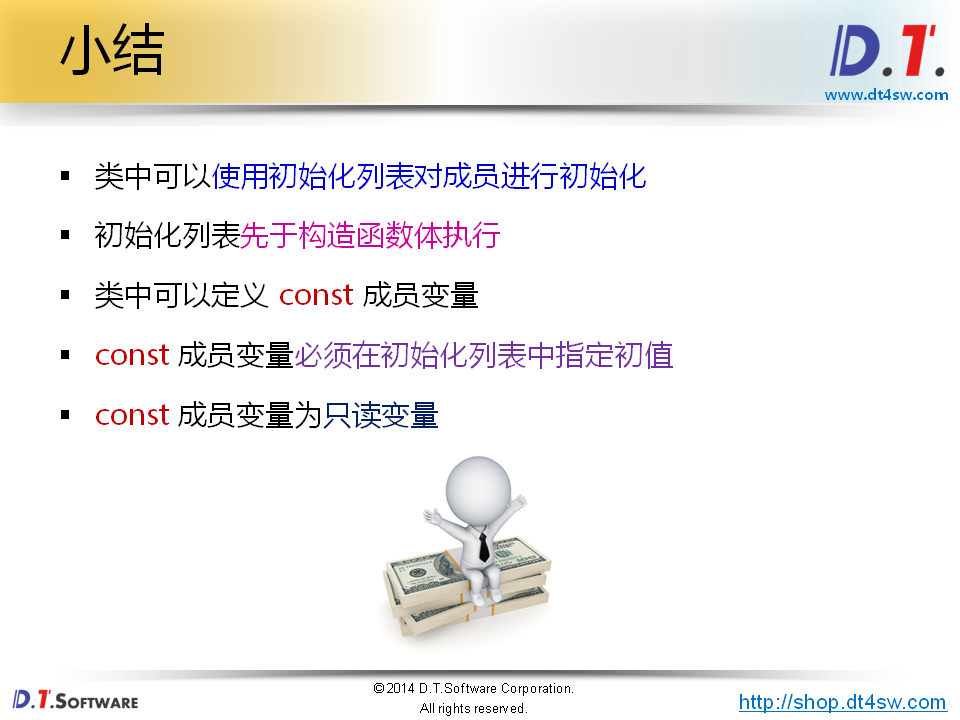 小结
D.T.
www.dt4sw.com
▪ 类中可以使用初始化列表对成员进行初始化
▪ 初始化列表先于构造函数体执行
▪ 类中可以定义 const 成员变量
▪ const 成员变量必须在初始化列表中指定初值
▪ const 成员变量为只读变量
D.T.SOFTWARE
©2014 D.T.Software Corporation.
All rights reserved.
http://shop.dt4sw.com